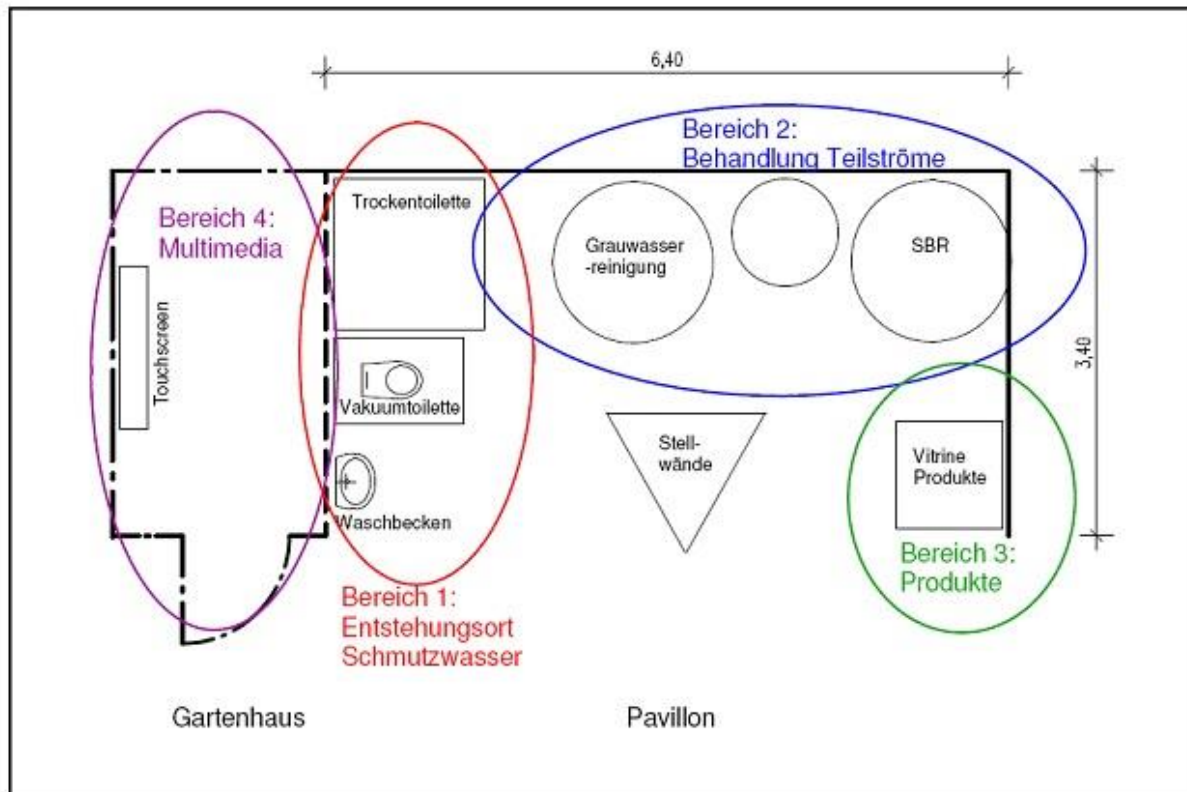 6,40
Bereich 2:
Behandlung Teilströme
Bereich 4:
Multimedia
Trockentoilette
Grauwasser
-reinigung
SBR
Touchscreen
3,40
Vakuumtoilette
Stell-
wände
Vitrine
Produkte
Waschbecken
Bereich 3:
Produkte
Bereich 1:
Entstehungsort
Schmutzwasser
Gartenhaus
Pavillon